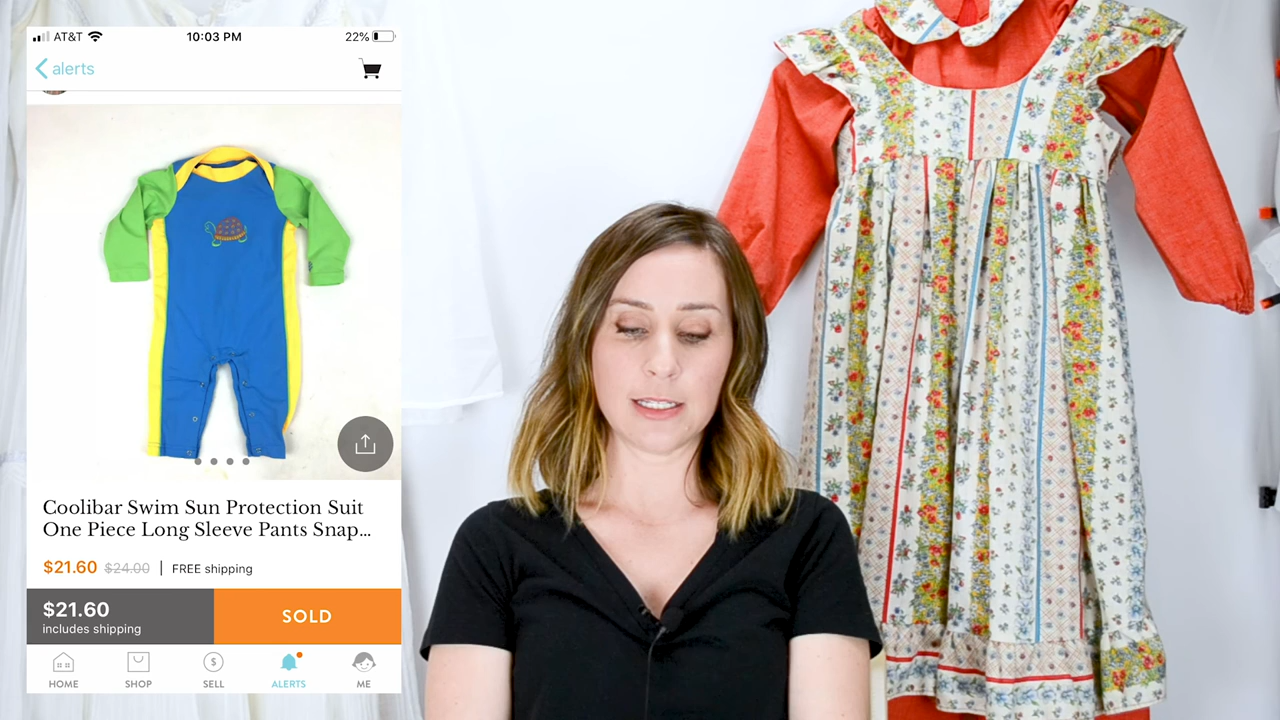 AT&T 10:03 PM 22%
alerts
Coolibar Swim Sun Protection Suit
One Piece Long Sleeve Pants Snap...
$21.60 $24.00 | FREE shipping
$21.60 SOLD
includes shipping
$
HOME SHOP SELL ALERTS ME